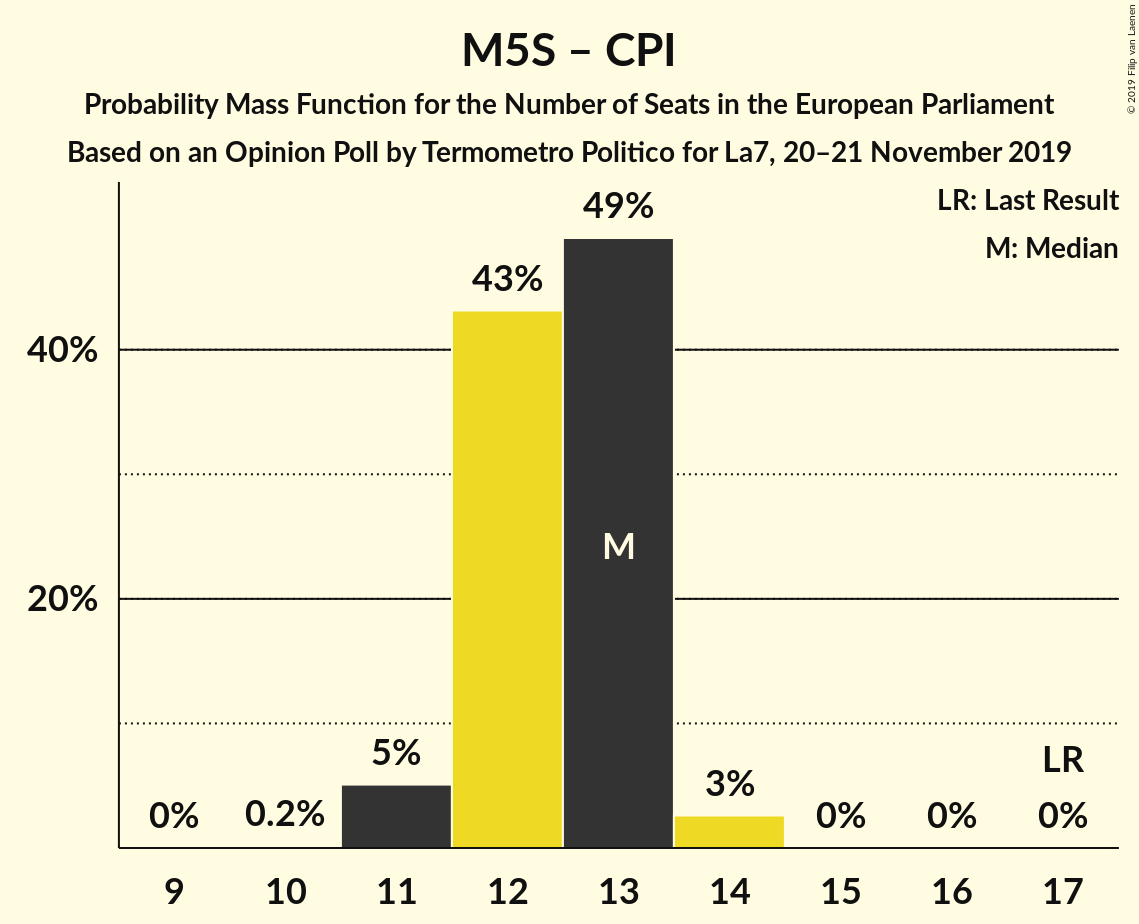 M5S – CPI
Probability Mass Function for the Number of Seats in the European Parliament
Based on an Opinion Poll by Termometro Politico for La7, 20–21 November 2019
© 2019 Filip van Laenen
LR: Last Result
M: Median
49%
43%
40%
M
20%
5%
3%
LR
0%
0.2%
0%
0%
0%
9 10 11 12 13 14 15 16 17